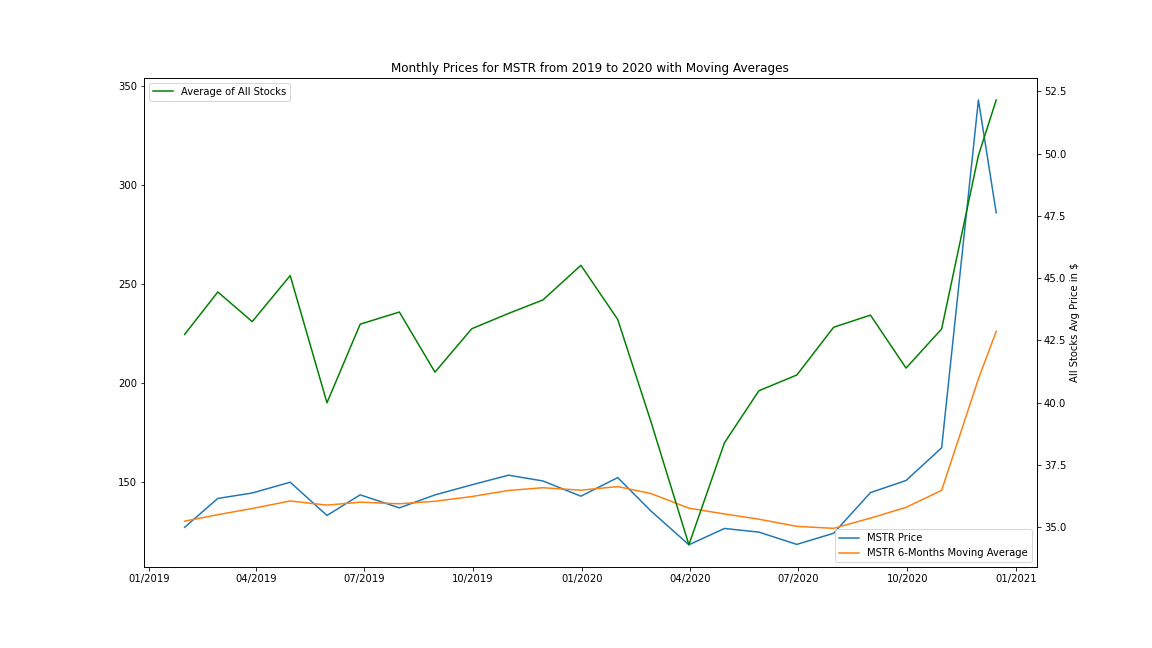 Monthly Prices for MSTR from 2019 to 2020 with Moving Averages
Average of All Stocks
350
300
250
200
150
52.5
50.0
47.5
45.0
42.5
40.0
37.5
35.0
All Stocks Avg Price in $
MSTR Price
MSTR 6-Months Moving Average
01/2019 04/2019 07/2019 10/2019 01/2020 04/2020 07/2020 10/2020 01/2021